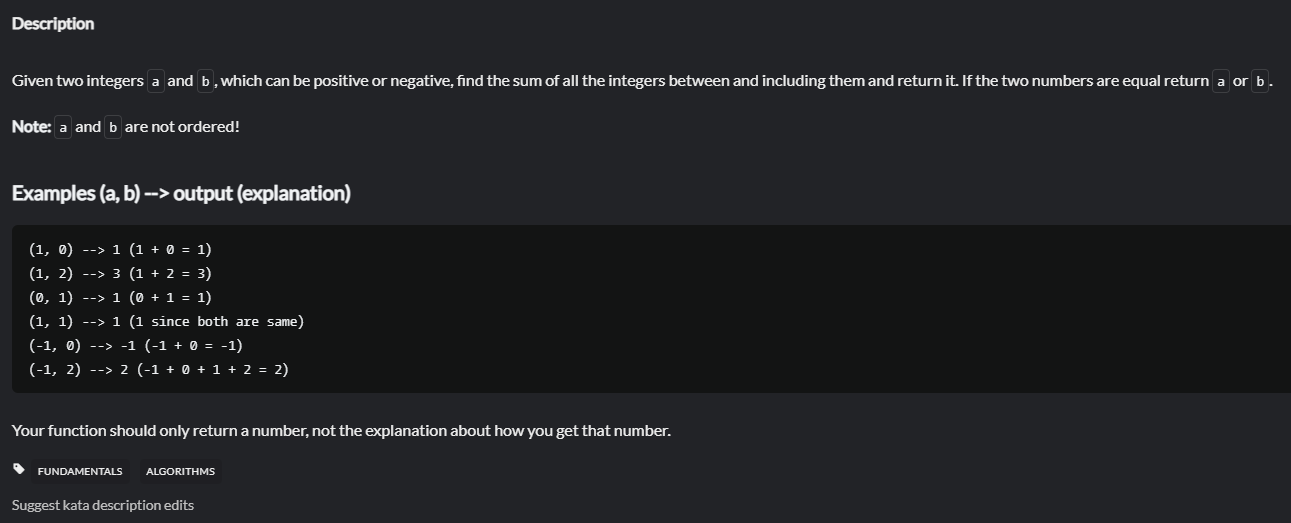 Description
Given two integers a and b, which can be positive or negative, find the sum of all the integers between and including them and return it. If the two numbers are equal return a or b.
Note: a and b are not ordered!
Examples (a, b) --> output (explanation)
(1, 0) --> 1 (1 + 0 = 1)
(1, 2) --> 3 (1 + 2 = 3)
(0, 1) --> 1 (0 + 1 = 1)
(1, 1) --> 1 (1 since both are same)
(-1, 0) --> -1 (-1 + 0 = -1)
(-1, 2) --> 2 (-1 + 0 + 1 + 2 = 2)
Your function should only return a number, not the explanation about how you get that number.
FUNDAMENTALS ALGORITHMS
Suggest kata description edits